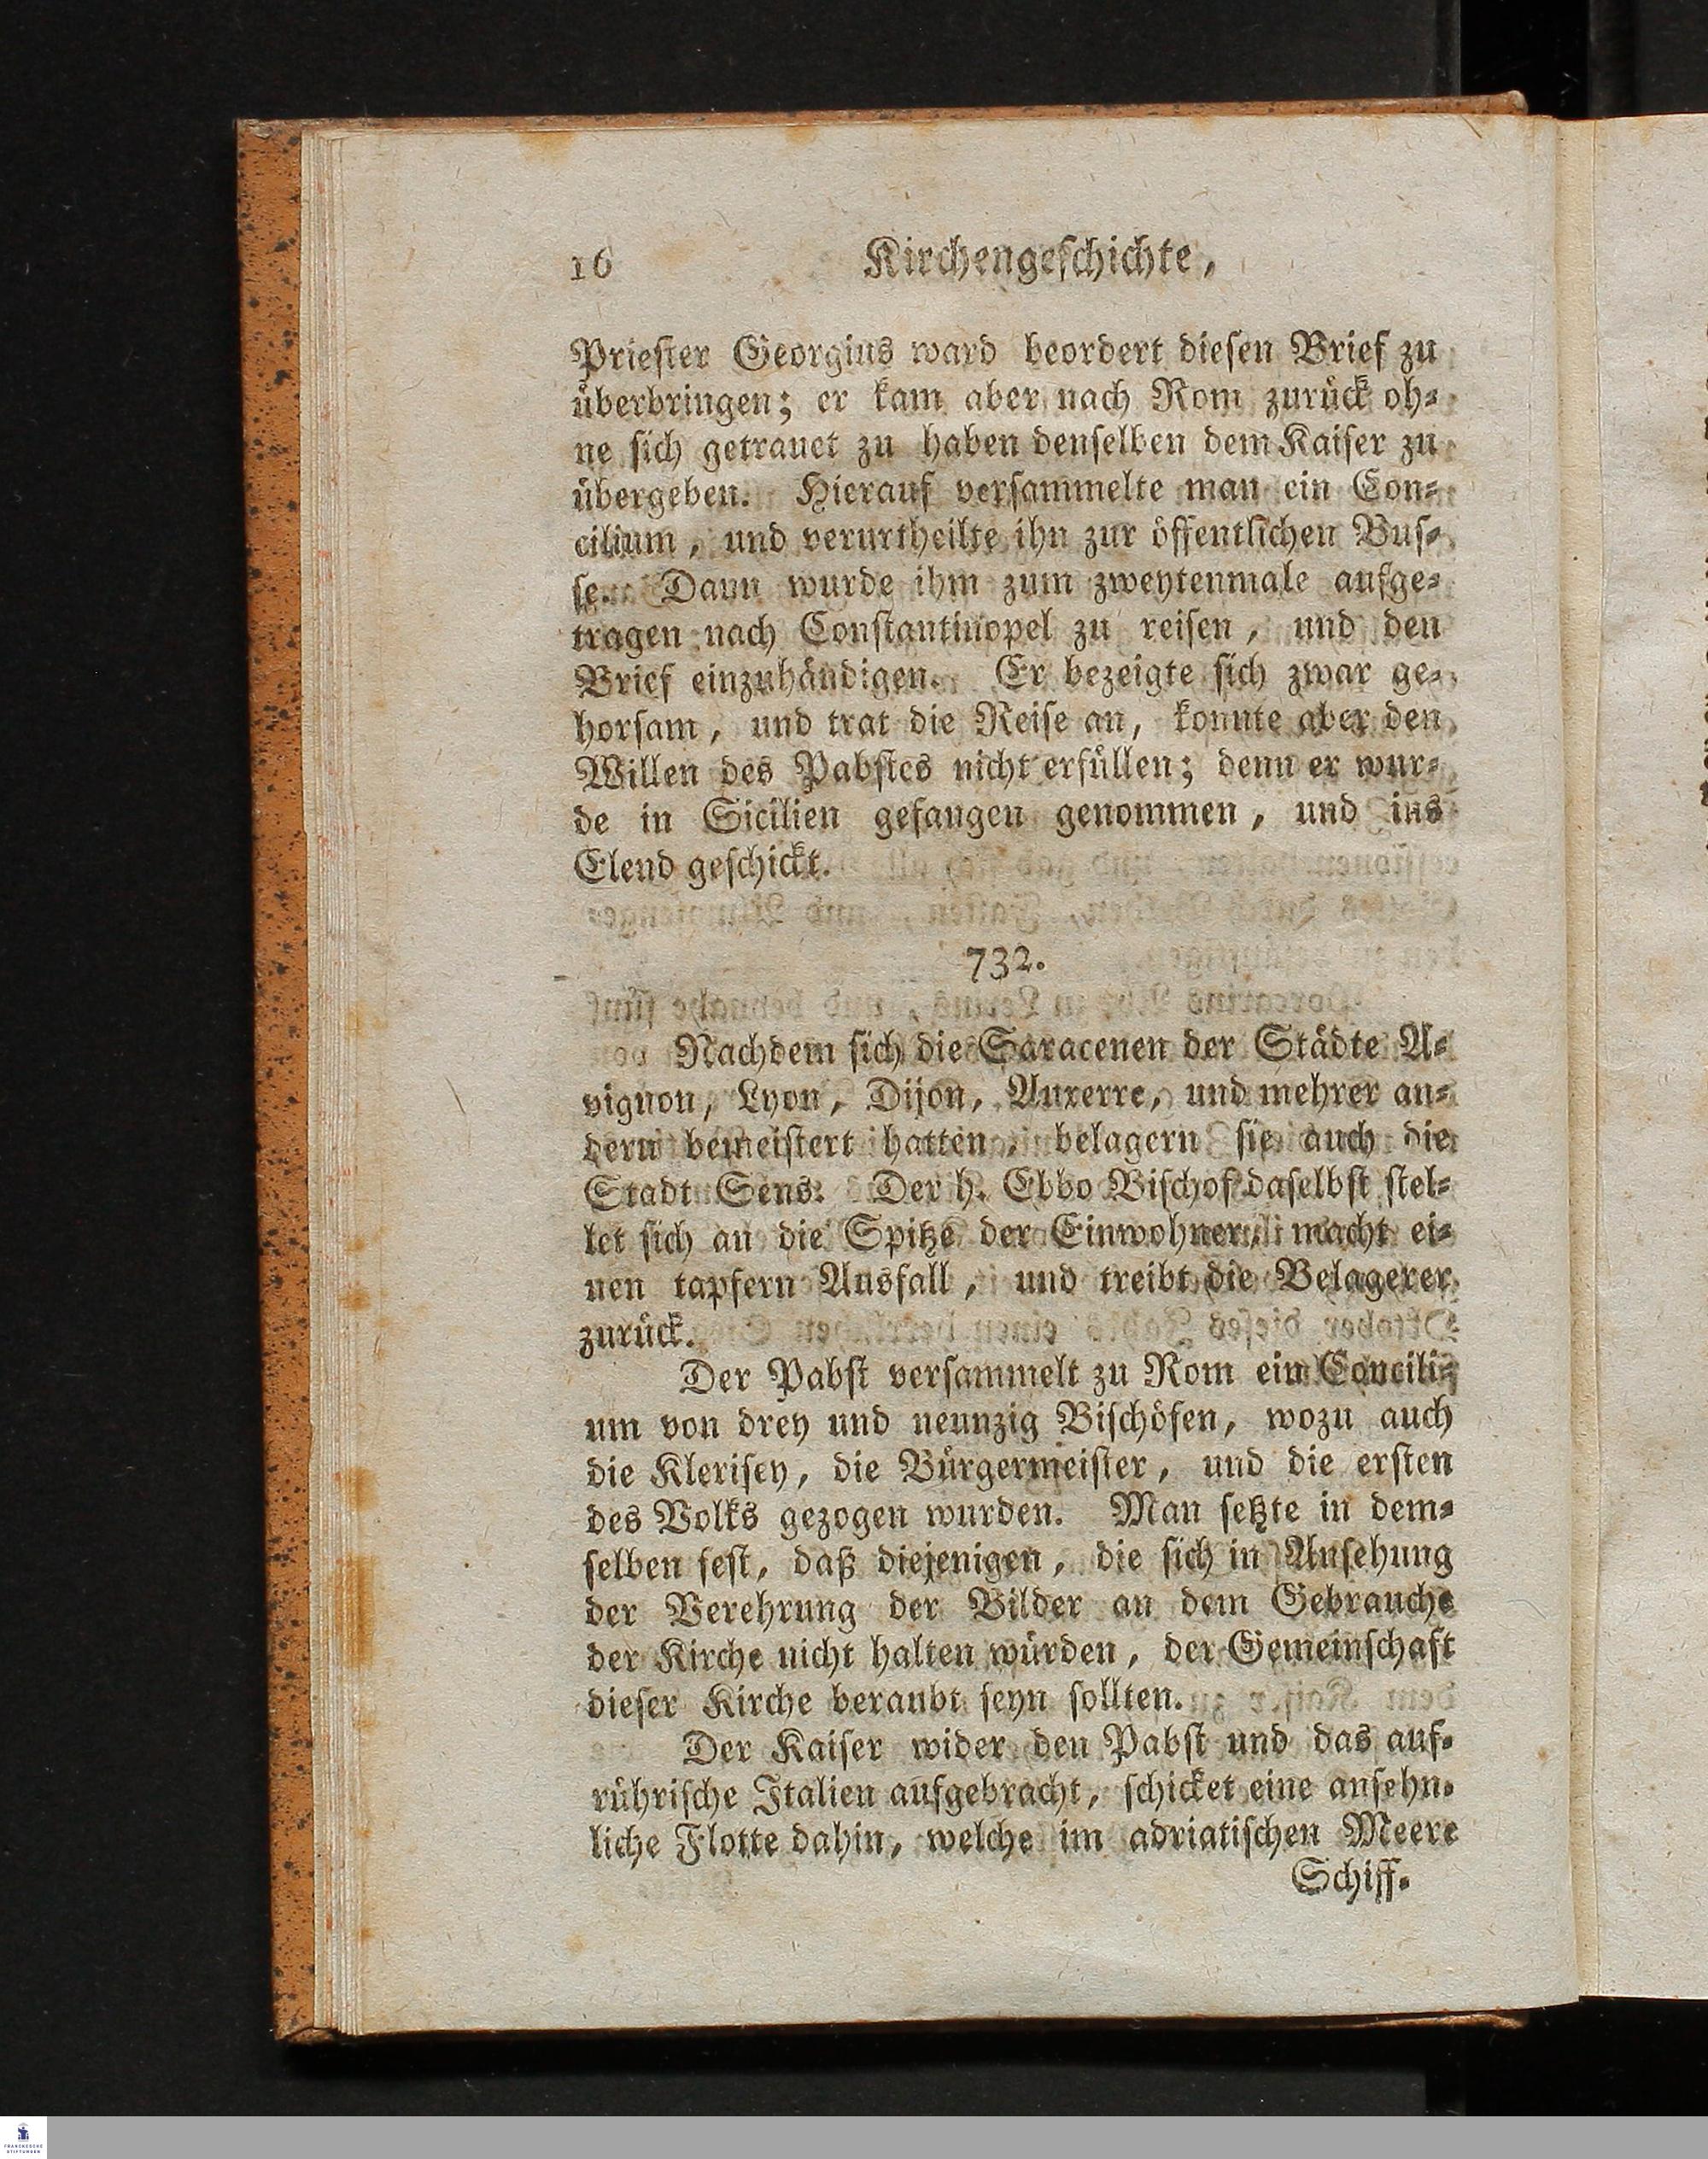 16 Kirchengeschichte,
Priester Georgius ward beordert diesen Brief zu
überbringen; er kam aber nach Rom zurück oh-
ne sich getrauet zu haben denselben dem Kaiser zu
übergeben. Hierauf versammelte man ein Con-
cilium, und verurtheilte ihn zur öffentlichen Bus-
se. Dann wurde ihm zum zweytenmale aufge-
tragen nach Constantinopel zu reisen, und den
Brief einzuhändigen. Er bezeigte sich zwar ge-
horsam, und trat die Reise an, konnte aber den
Willen des Pabstes nicht erfüllen; denn er wur-
de in Sicilien gefangen genommen, und ins
Elend geschickt.
732.
Nachdem sich die Saracenen der Städte A-
vignon, Lyon, Dijon, Auxerre, und mehrer an-
dern bemeistert hatten, belagern sie auch die
Stadt Sens. Der h. Ebbo Bischof daselbst stel-
let sich an die Spitze der Einwohner, macht ei-
nen tapfern Ausfall, und treibt die Belagerer
zurück.
Der Pabst versammelt zu Rom ein Concili-
um von drey und neunzig Bischöfen, wozu auch
die Klerisey, die Bürgermeister, und die ersten
des Volks gezogen wurden. Man setzte in dem-
selben fest, daß diejenigen, die sich in Ansehung
der Verehrung der Bilder an dem Gebrauche
der Kirche nicht halten würden, der Gemeinschaft
dieser Kirche beraubt seyn sollten.
Der Kaiser wider den Pabst und das auf-
rührische Italien aufgebracht, schicket eine ansehn-
liche Flotte dahin, welche im adriatischen Meere
Schiff-
FRANCKESCHE
STIFTUNGEN